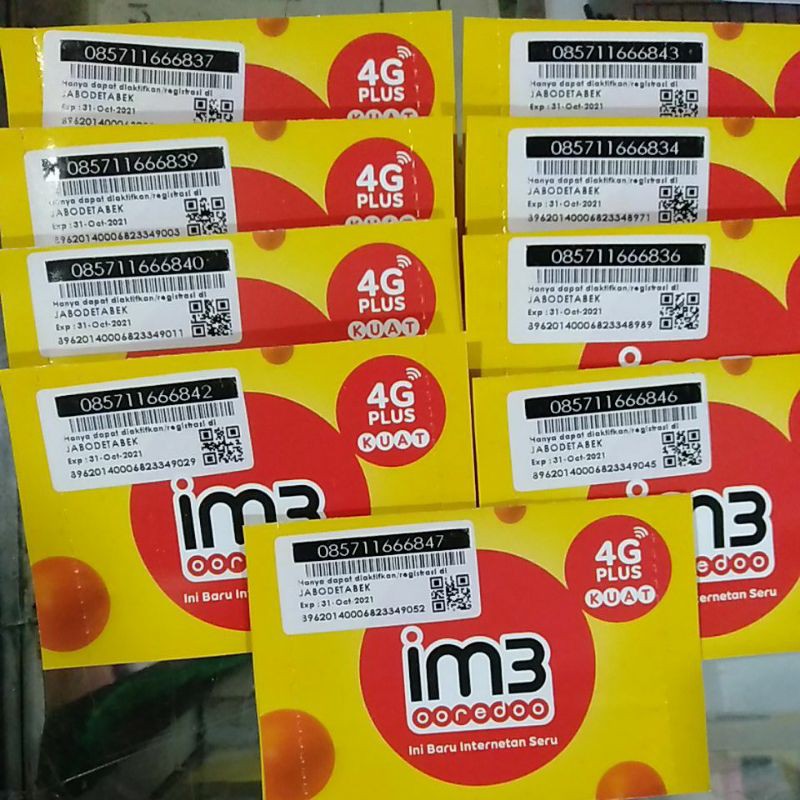 085711666837
Hanya dapat diaktifkan/registrasi di
JABODETABEK
Exp : 31-Oct-2021
4G
PLUS
KUAT
085711666843
Hanya dapat diaktifkan/registrasi di
JABODETABEK
Exp : 31-Oct-2021
085711666839
Hanya dapat diaktifkan/registrasi di
JABODETABEK
Exp : 31-Oct-2021
89620140006823349003
4G
PLUS
KUAT
085711666834
Hanya dapat diaktifkan/registrasi di
JABODETABEK
Exp : 31-Oct-2021
89620140006823348971
085711666840
Hanya dapat diaktifkan/registrasi di
JABODETABEK
Exp : 31-Oct-2021
89620140006823349011
4G
PLUS
KUAT
085711666836
Hanya dapat diaktifkan/registrasi di
JABODETABEK
Exp : 31-Oct-2021
89620140006823348989
085711666842
Hanya dapat diaktifkan/registrasi di
JABODETABEK
Exp : 31-Oct-2021
89620140006823349029
4G
PLUS
KUAT
im3
ooredoo
Ini Baru
085711666846
Hanya dapat diaktifkan/registrasi di
JABODETABEK
Exp : 31-Oct-2021
89620140006823349045
085711666847
Hanya dapat diaktifkan/registrasi di
JABODETABEK
Exp : 31-Oct-2021
89620140006823349052
4G
PLUS
KUAT
im3
ooredoo
Ini Baru Internetan Seru